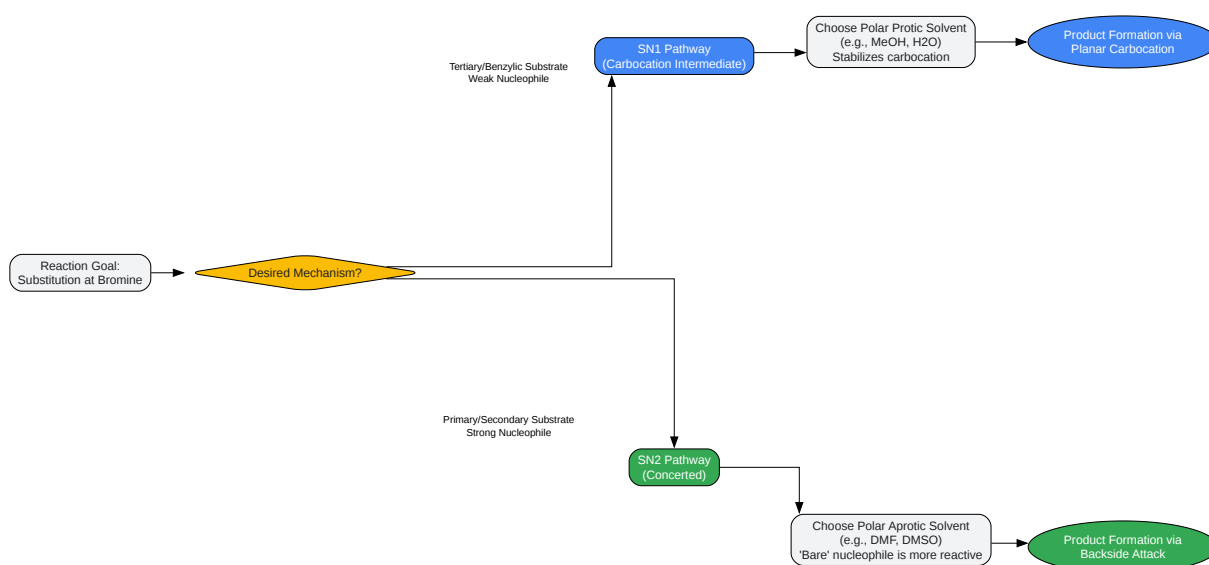 Reaction Goal:
Substitution at Bromine
Desired Mechanism?
Tertiary/Benzylic Substrate
Weak Nucleophile
SN1 Pathway
(Carbocation Intermediate)
Choose Polar Protic Solvent
(e.g., MeOH, H2O)
Stabilizes carbocation
Product Formation via
Planar Carbocation
Primary/Secondary Substrate
Strong Nucleophile
SN2 Pathway
(Concerted)
Choose Polar Aprotic Solvent
(e.g., DMF, DMSO)
'Bare' nucleophile is more reactive
Product Formation via
Backside Attack